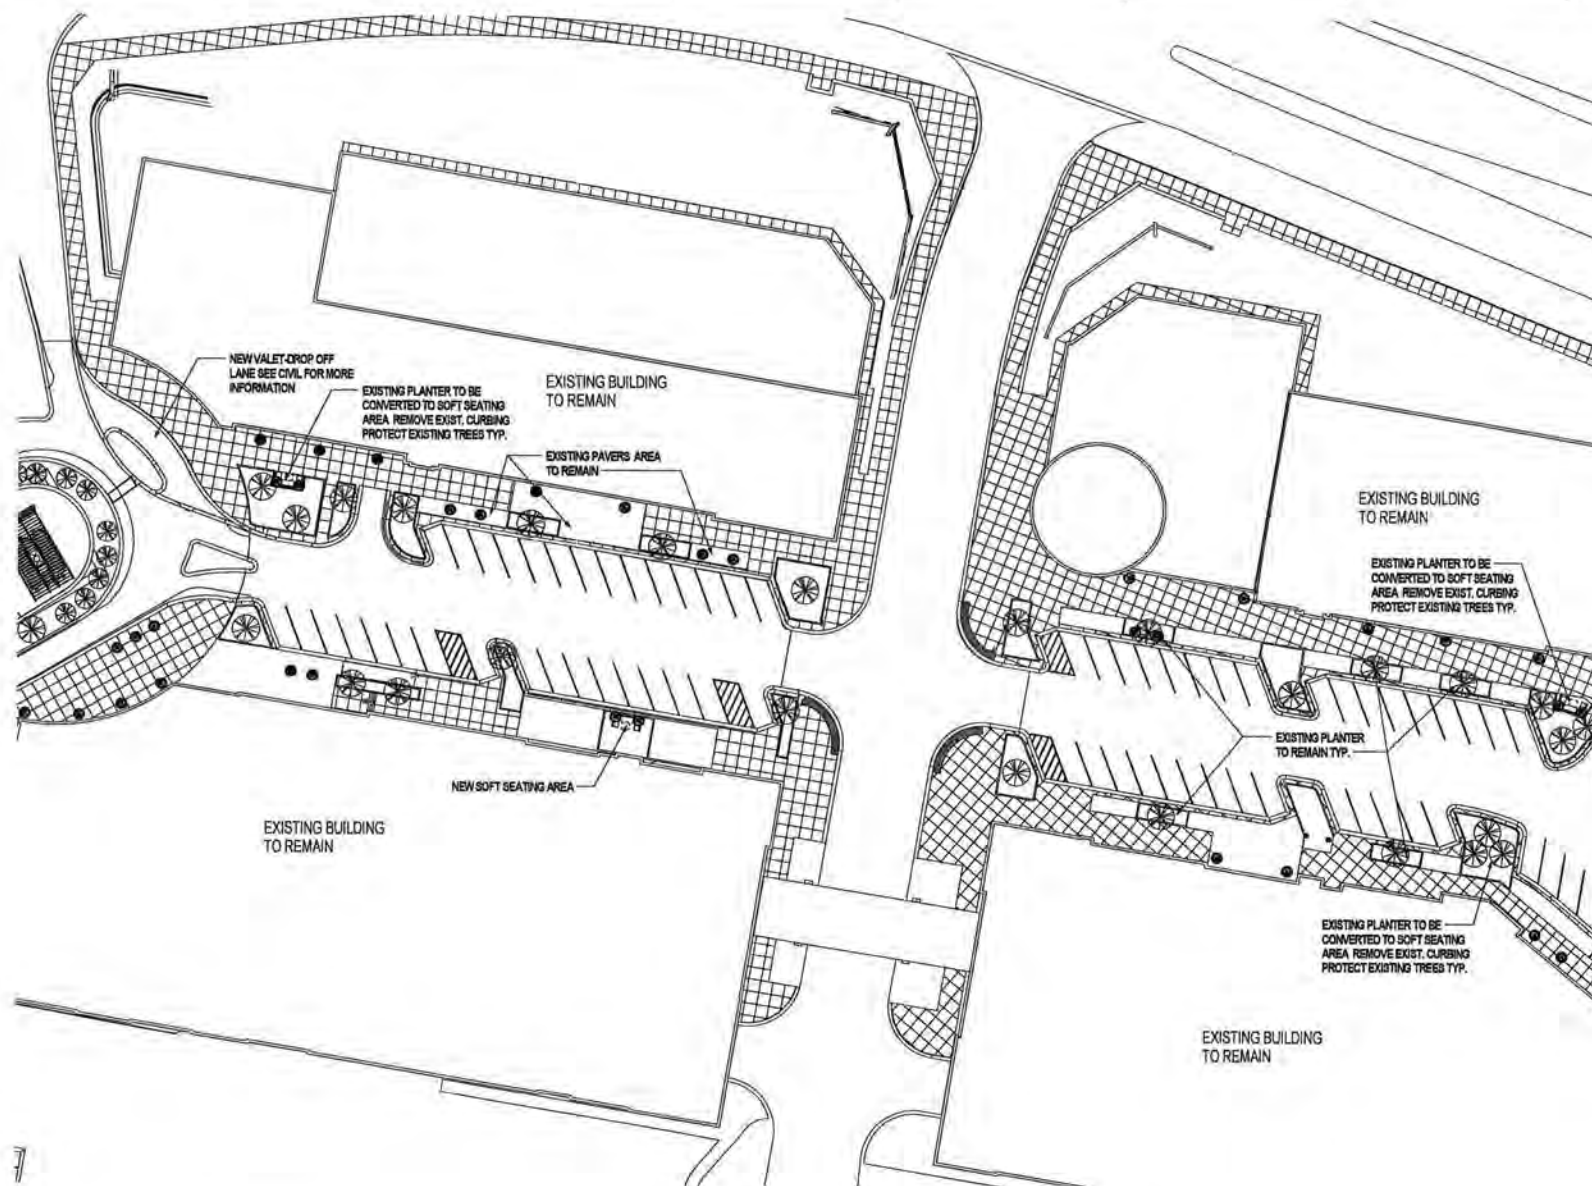 NEW VALET-DROP OFF
LANE SEE CIVIL FOR MORE
INFORMATION
EXISTING PLANTER TO BE
CONVERTED TO SOFT SEATING
AREA REMOVE EXIST. CURBING
PROTECT EXISTING TREES TYP.
EXISTING BUILDING
TO REMAIN
EXISTING PAVERS AREA
TO REMAIN
EXISTING BUILDING
TO REMAIN
EXISTING PLANTER TO BE
CONVERTED TO SOFT SEATING
AREA REMOVE EXIST. CURBING
PROTECT EXISTING TREES TYP.
EXISTING PLANTER
TO REMAIN TYP.
NEW SOFT SEATING AREA
EXISTING BUILDING
TO REMAIN
EXISTING PLANTER TO BE
CONVERTED TO SOFT SEATING
AREA REMOVE EXIST. CURBING
PROTECT EXISTING TREES TYP.
EXISTING BUILDING
TO REMAIN